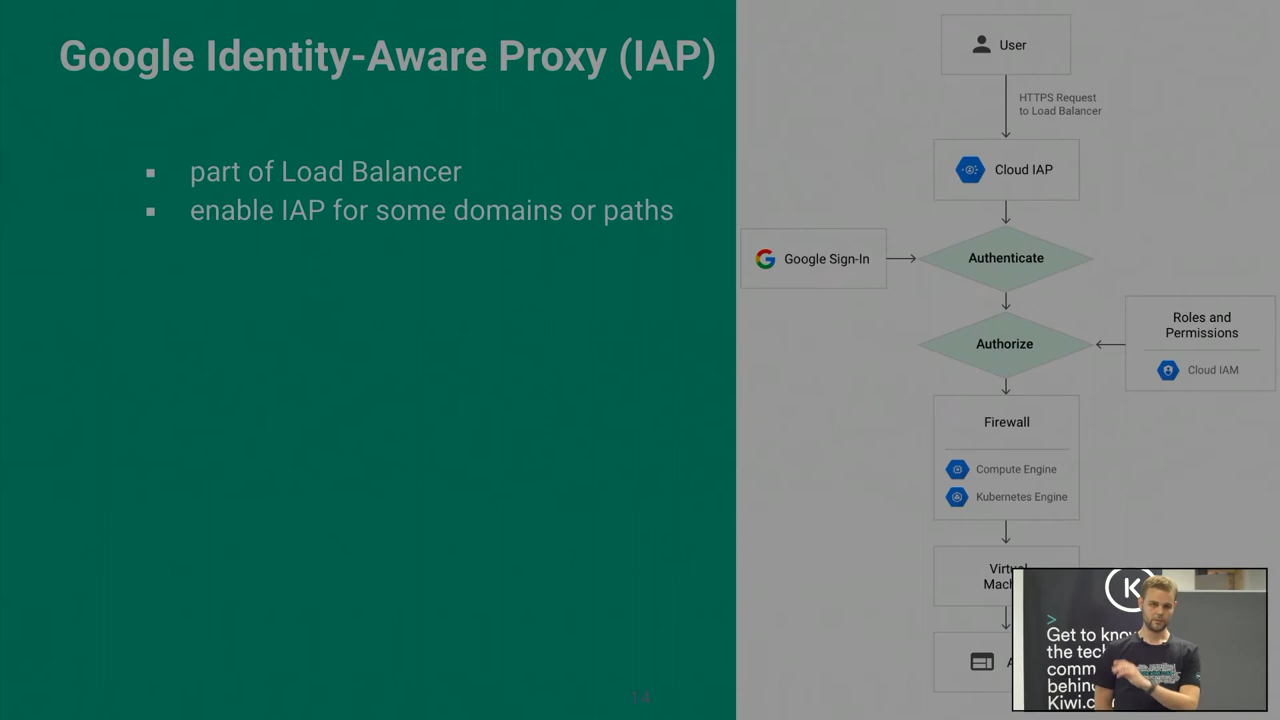 Google Identity-Aware Proxy (IAP)
part of Load Balancer
enable IAP for some domains or paths
14
User
HTTPS Request
to Load Balancer
Cloud IAP
Google Sign-In
Authenticate
Authorize
Roles and
Permissions
Cloud IAM
Firewall
Compute Engine
Kubernetes Engine
K
>
Get to know
the tech
behind
Kiwi.c